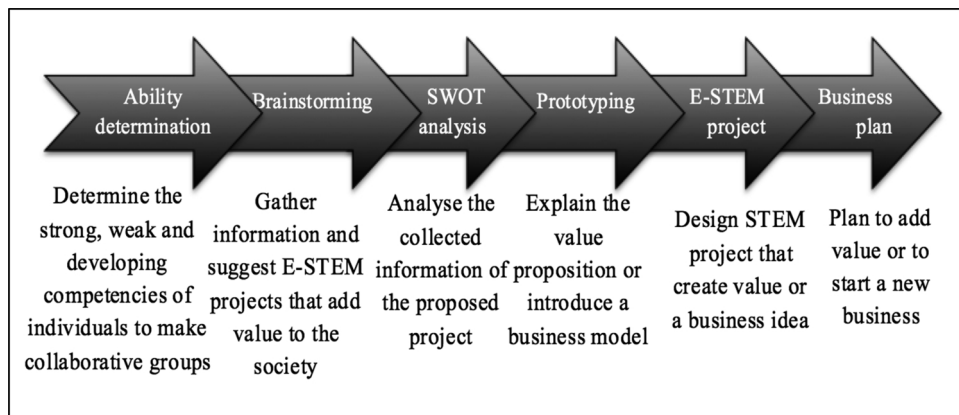 Ability
determination
Brainstorming
SWOT
analysis
Prototyping
E-STEM
project
Business
plan
Determine the
strong, weak and
developing
competencies of
individuals to make
collaborative groups
Gather
information and
suggest E-STEM
projects that add
value to the
society
Analyse the
collected
information of
the proposed
project
Explain the
value
proposition or
introduce a
business model
Design STEM
project that
create value or
a business idea
Plan to add
value or to
start a new
business